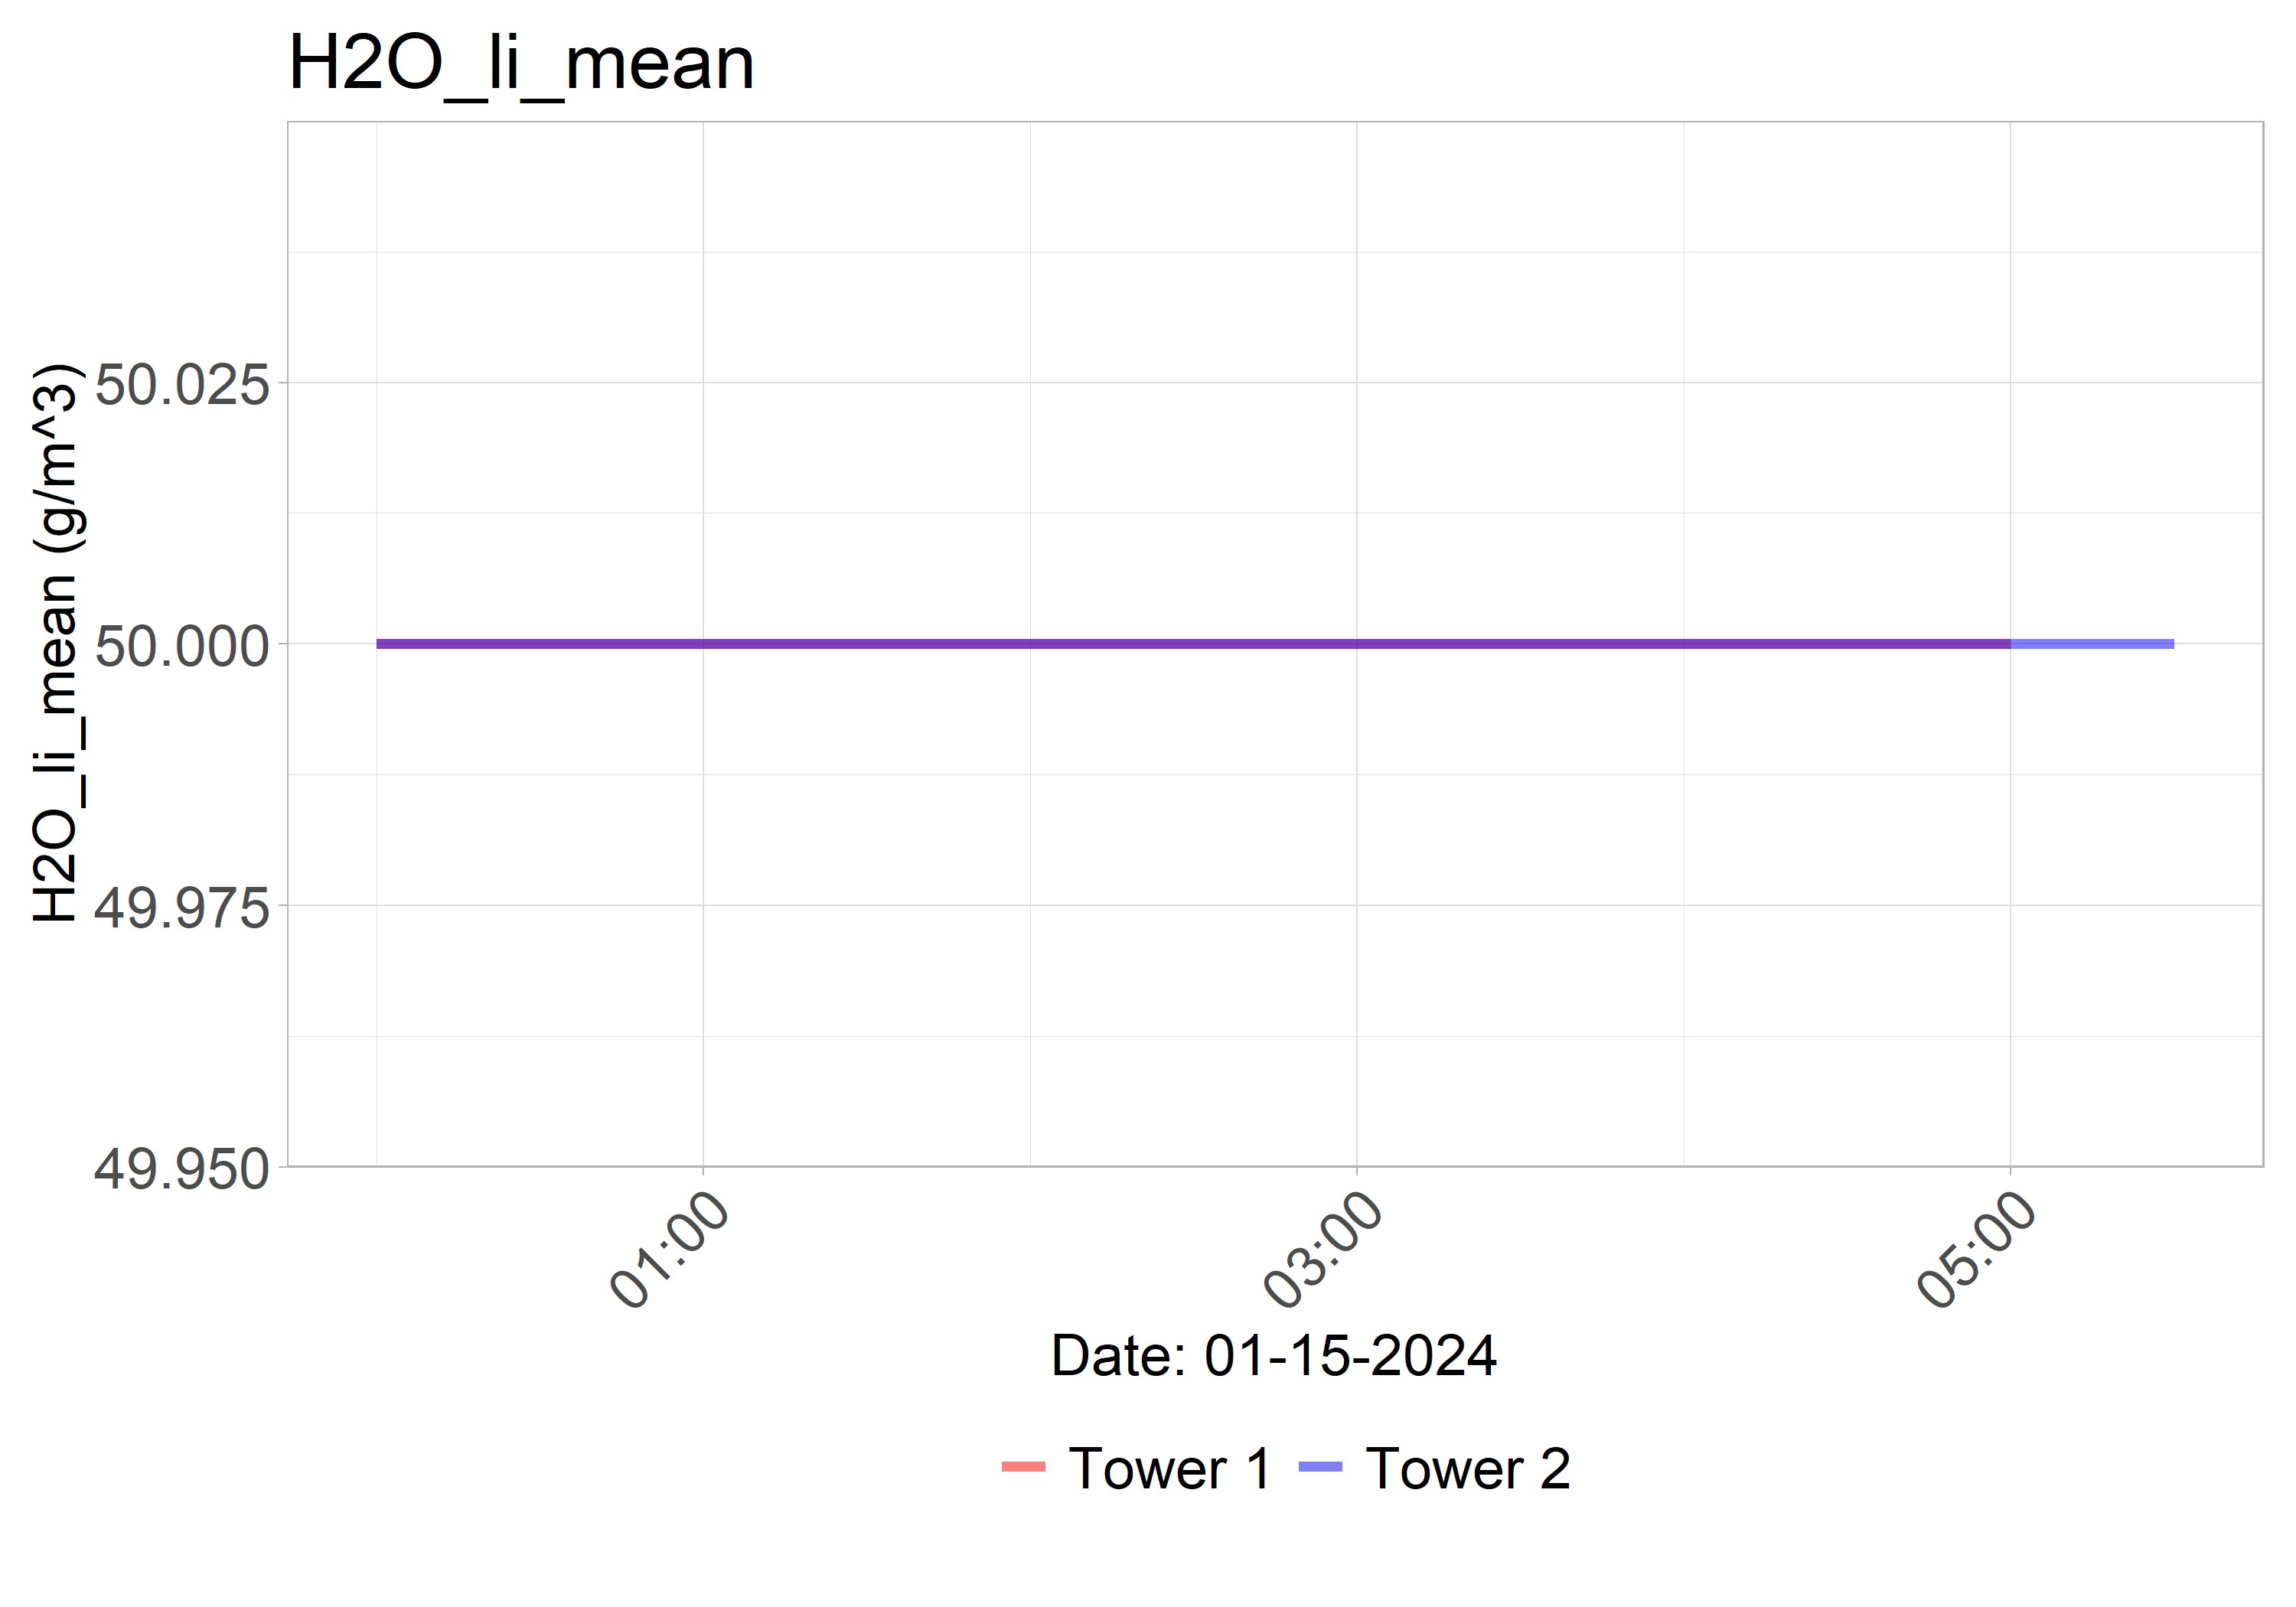 H2O_li_mean
H2O_li_mean (g/m^3)
50.025
50.000
49.975
49.950
01:00
03:00
05:00
Date: 01-15-2024
Tower 1
Tower 2